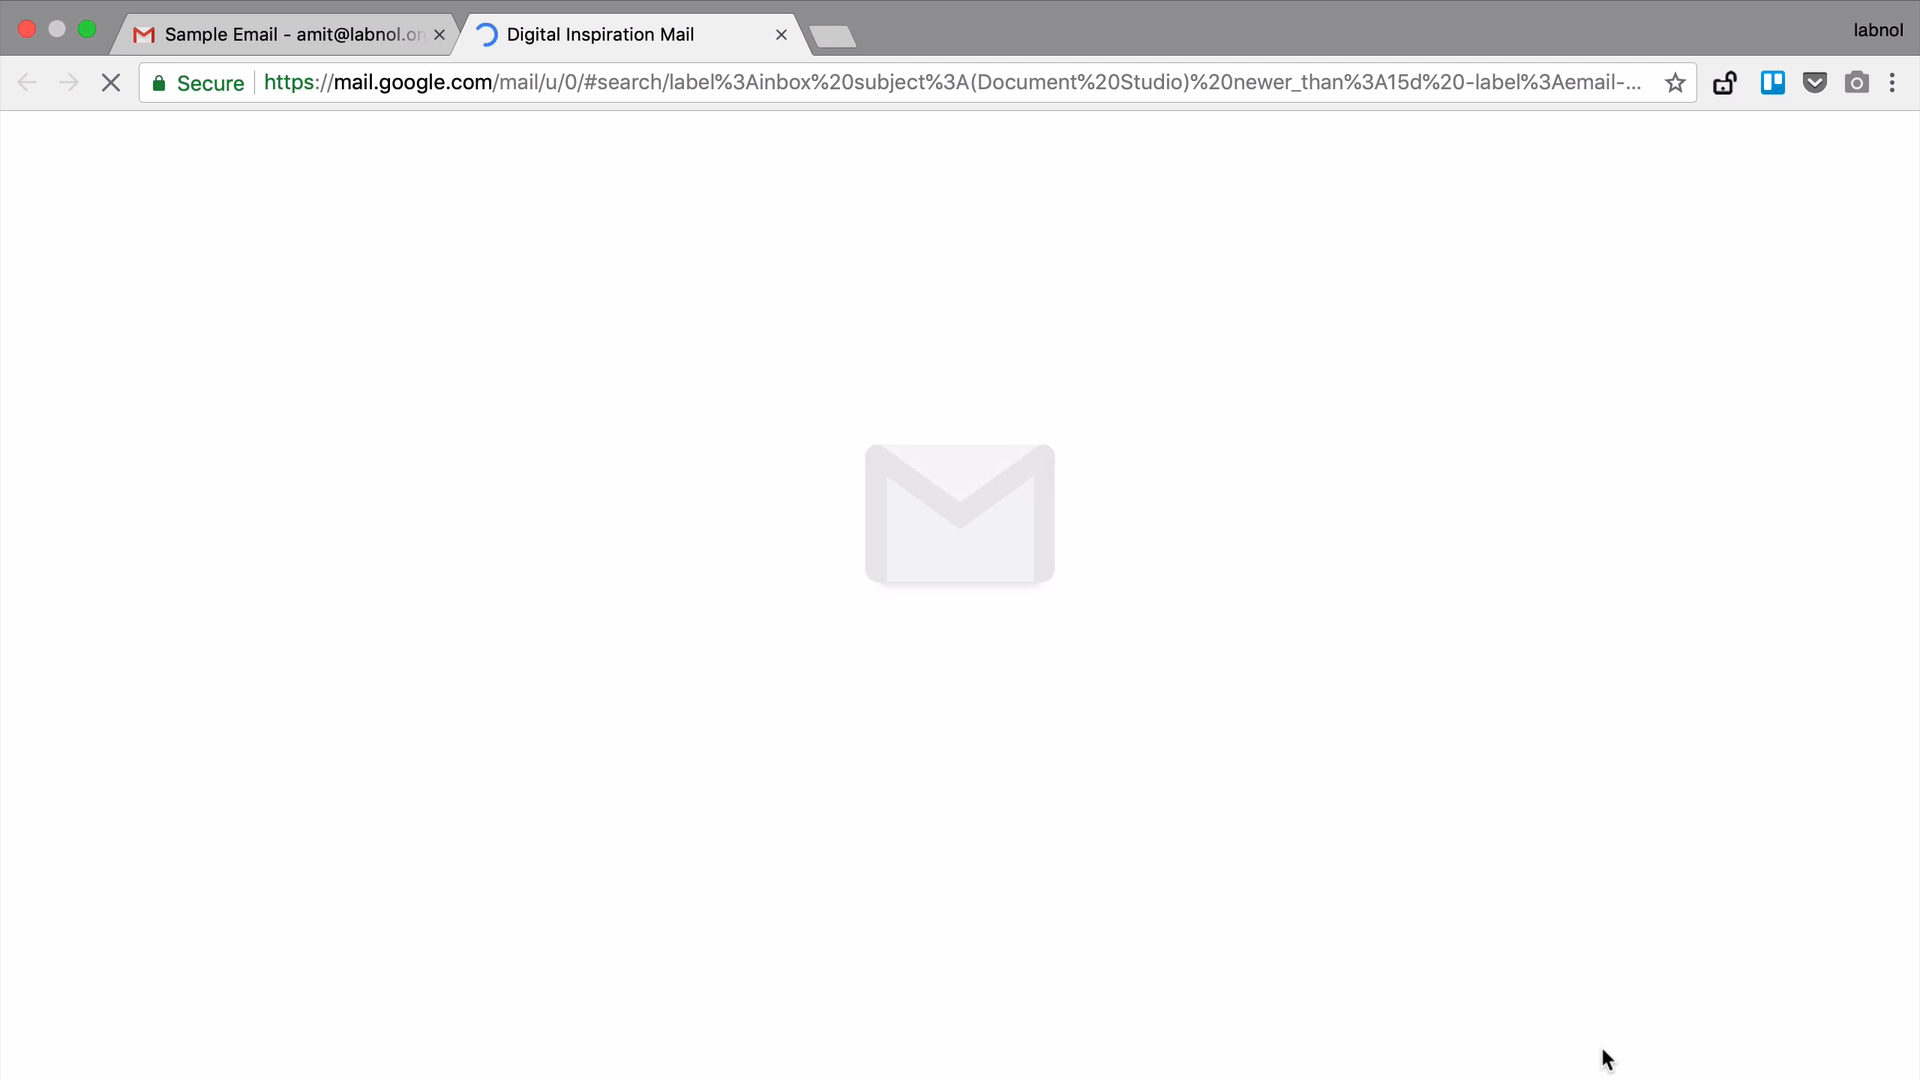 Sample Email - amit@labnol.or
Digital Inspiration Mail
labnol
Secure
https://mail.google.com/mail/u/0/#search/label%3Ainbox%20subject%3A(Document%20Studio)%20newer_than%3A15d%20-label%3Aemail-...